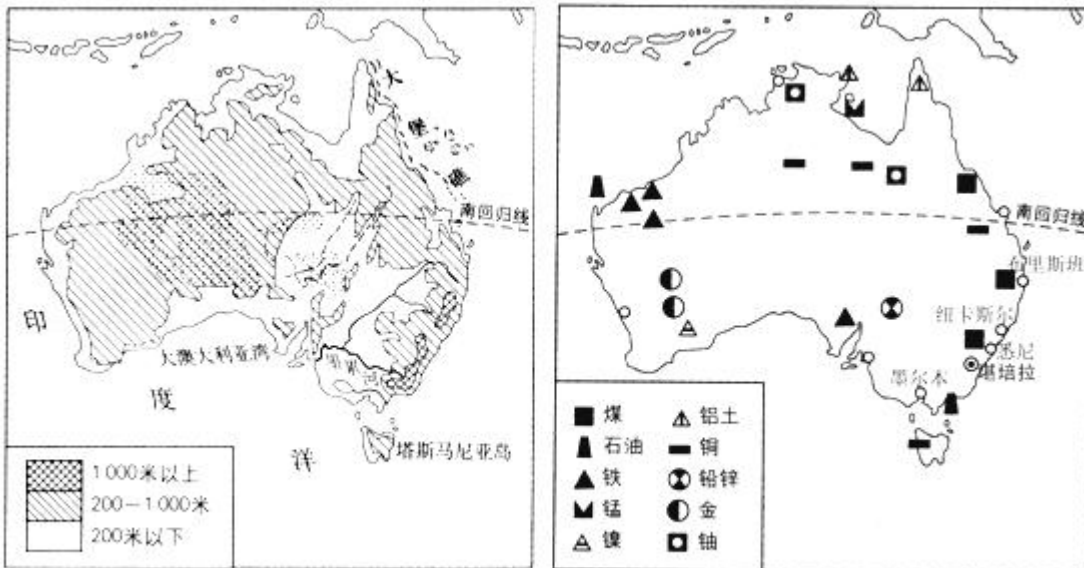 大
堡
礁
南回归线
印
度
洋
大澳大利亚湾
塔斯马尼亚岛
1000米以上
200－1000米
200米以下
南回归线
布里斯班
纽卡斯尔
悉尼
堪培拉
墨尔本
煤
石油
铁
锰
镍
铝土
铜
铅锌
金
铀